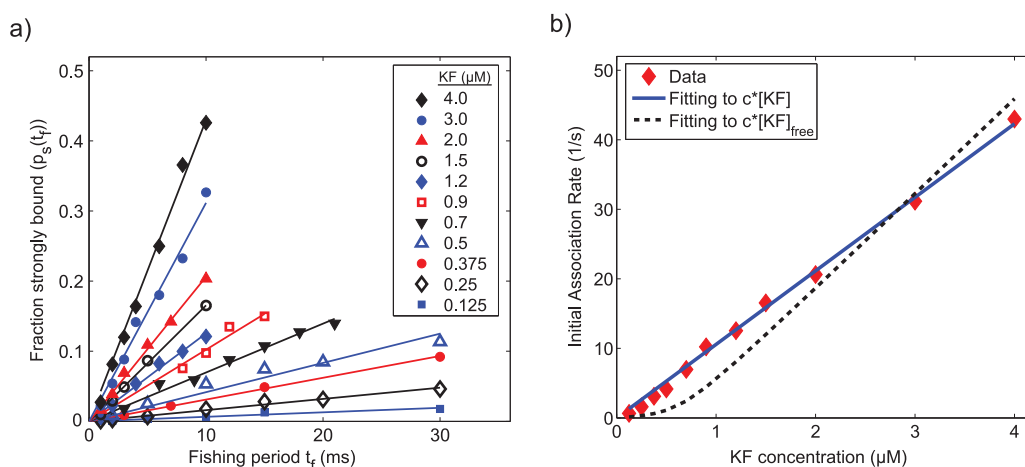 a)
Fraction strongly bound (pₛ(t_f))
0.5
0.4
0.3
0.2
0.1
0
0 10 20 30
Fishing period t_f (ms)
KF (μM)
4.0
3.0
2.0
1.5
1.2
0.9
0.7
0.5
0.375
0.25
0.125
b)
Initial Association Rate (1/s)
50
40
30
20
10
0
0 1 2 3 4
KF concentration (μM)
Data
Fitting to c*[KF]
Fitting to c*[KF]free